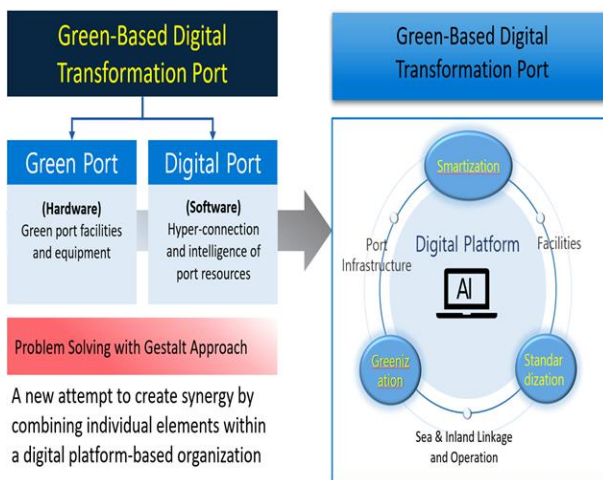 Green-Based Digital
Transformation Port
Green Port
(Hardware)
Green port facilities
and equipment
Digital Port
(Software)
Hyper-connection
and intelligence of
port resources
Problem Solving with Gestalt Approach
A new attempt to create synergy by
combining individual elements within
a digital platform-based organization
Green-Based Digital
Transformation Port
Smartization
Port
Infrastructure
Digital Platform
Facilities
AI
Greeniz
ation
Standar
dization
Sea & Inland Linkage
and Operation